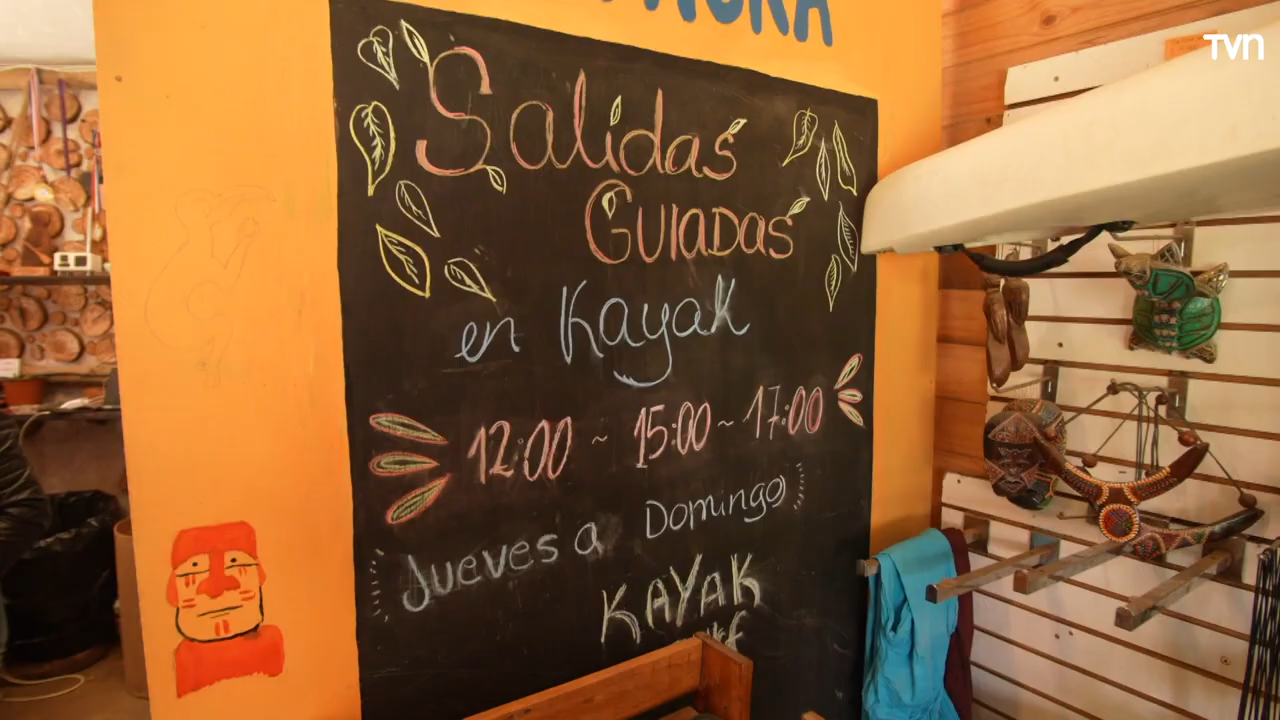 TVN
Salidas
GUIADAS
en Kayak
12:00 ~ 15:00 ~ 17:00
Jueves a Domingo
KAYAK